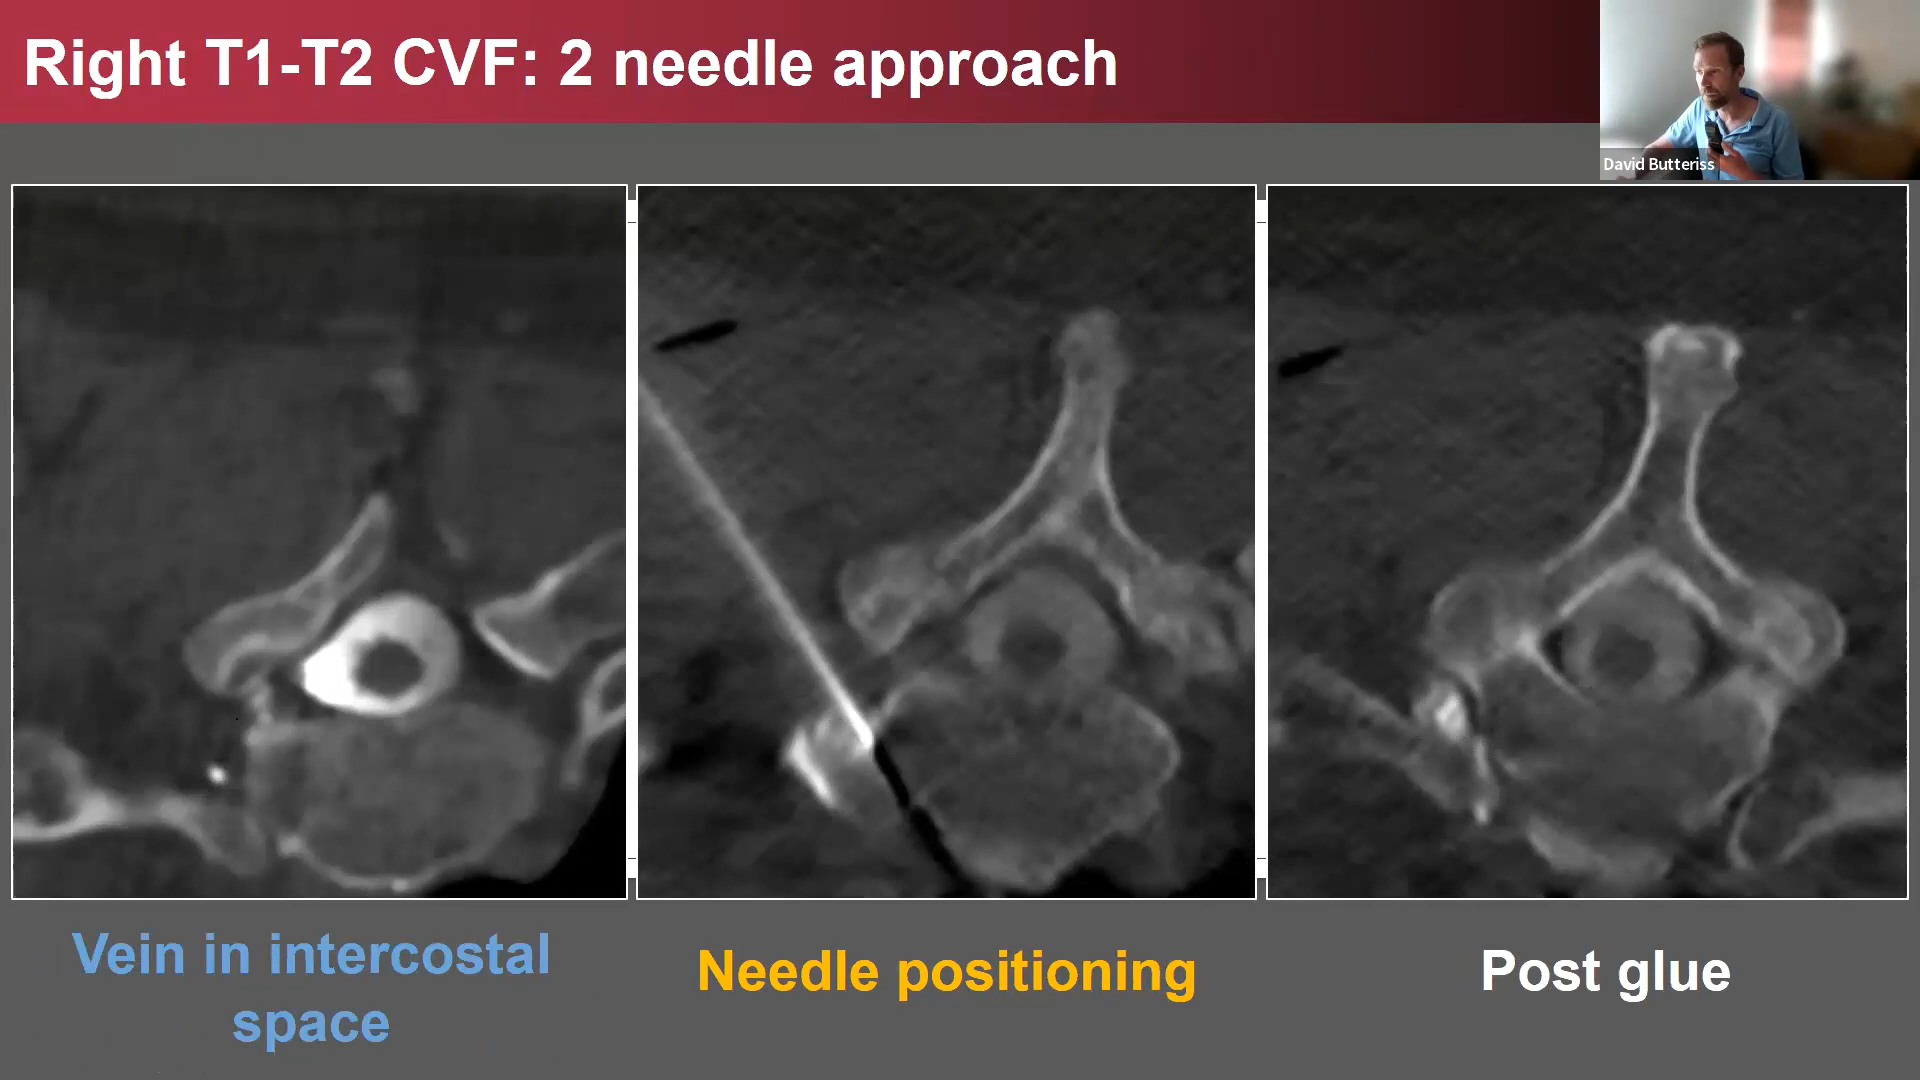 Right T1-T2 CVF: 2 needle approach
David Butteriss
Vein in intercostal
space
Needle positioning
Post glue